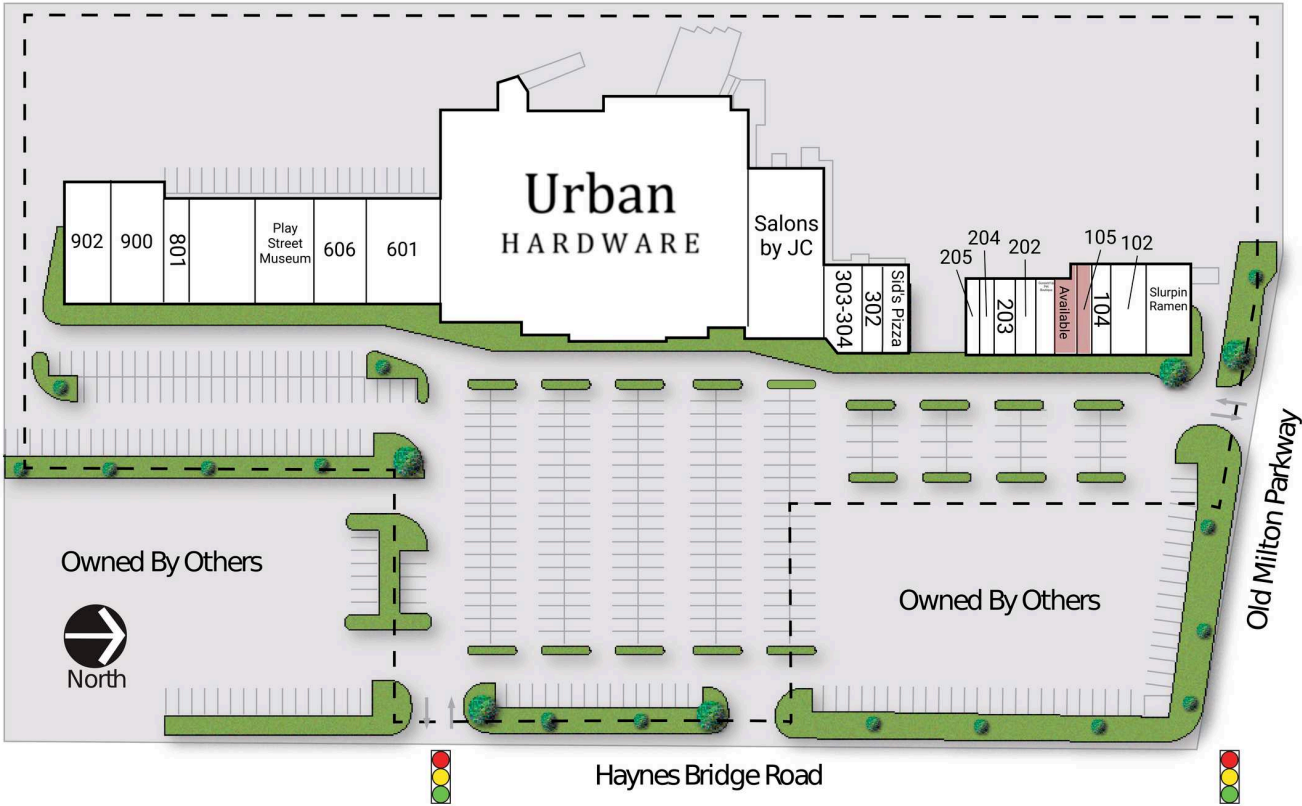 Urban
HARDWARE
902
900
801
Play
Street
Museum
606
601
Salons
by JC
303-304
302
Sid's Pizza
205
204
203
202
Available
105
104
102
Slurpin
Ramen
Owned By Others
Owned By Others
North
Old Milton Parkway
Haynes Bridge Road